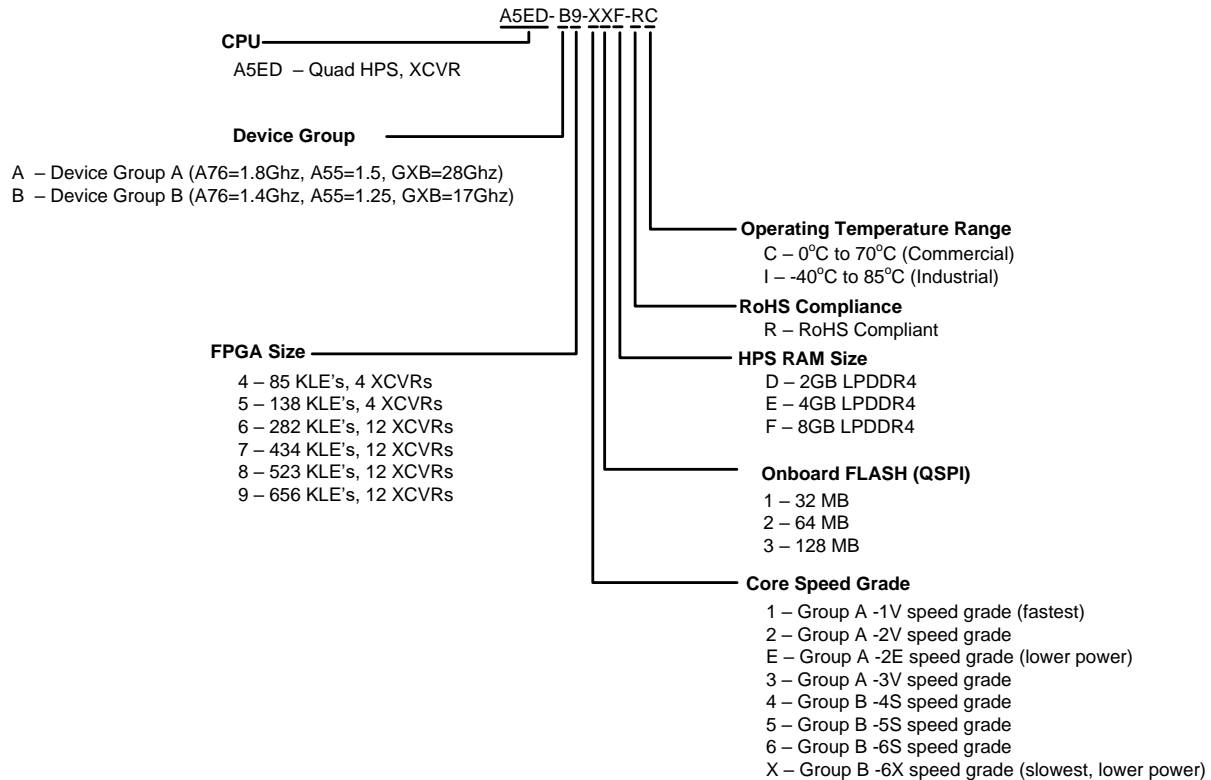 A5ED- B9-XXF-RC
CPU
A5ED – Quad HPS, XCVR
Device Group
A – Device Group A (A76=1.8Ghz, A55=1.5, GXB=28Ghz)
B – Device Group B (A76=1.4Ghz, A55=1.25, GXB=17Ghz)
FPGA Size
4 – 85 KLE's, 4 XCVRs
5 – 138 KLE's, 4 XCVRs
6 – 282 KLE's, 12 XCVRs
7 – 434 KLE's, 12 XCVRs
8 – 523 KLE's, 12 XCVRs
9 – 656 KLE's, 12 XCVRs
Operating Temperature Range
C – 0°C to 70°C (Commercial)
I – -40°C to 85°C (Industrial)
RoHS Compliance
R – RoHS Compliant
HPS RAM Size
D – 2GB LPDDR4
E – 4GB LPDDR4
F – 8GB LPDDR4
Onboard FLASH (QSPI)
1 – 32 MB
2 – 64 MB
3 – 128 MB
Core Speed Grade
1 – Group A -1V speed grade (fastest)
2 – Group A -2V speed grade
E – Group A -2E speed grade (lower power)
3 – Group A -3V speed grade
4 – Group B -4S speed grade
5 – Group B -5S speed grade
6 – Group B -6S speed grade
X – Group B -6X speed grade (slowest, lower power)